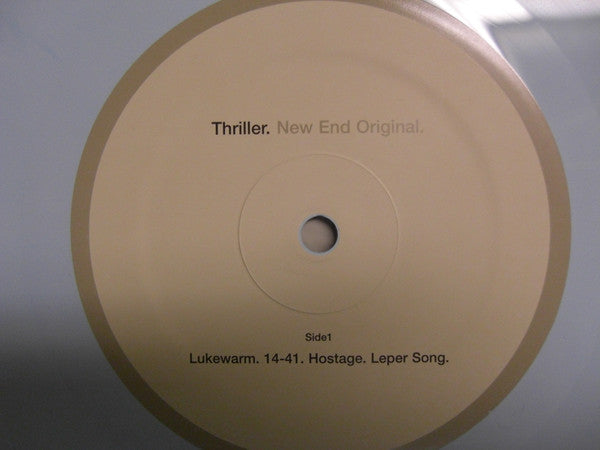 Thriller. New End Original.
Side1
Lukewarm. 14-41. Hostage. Leper Song.